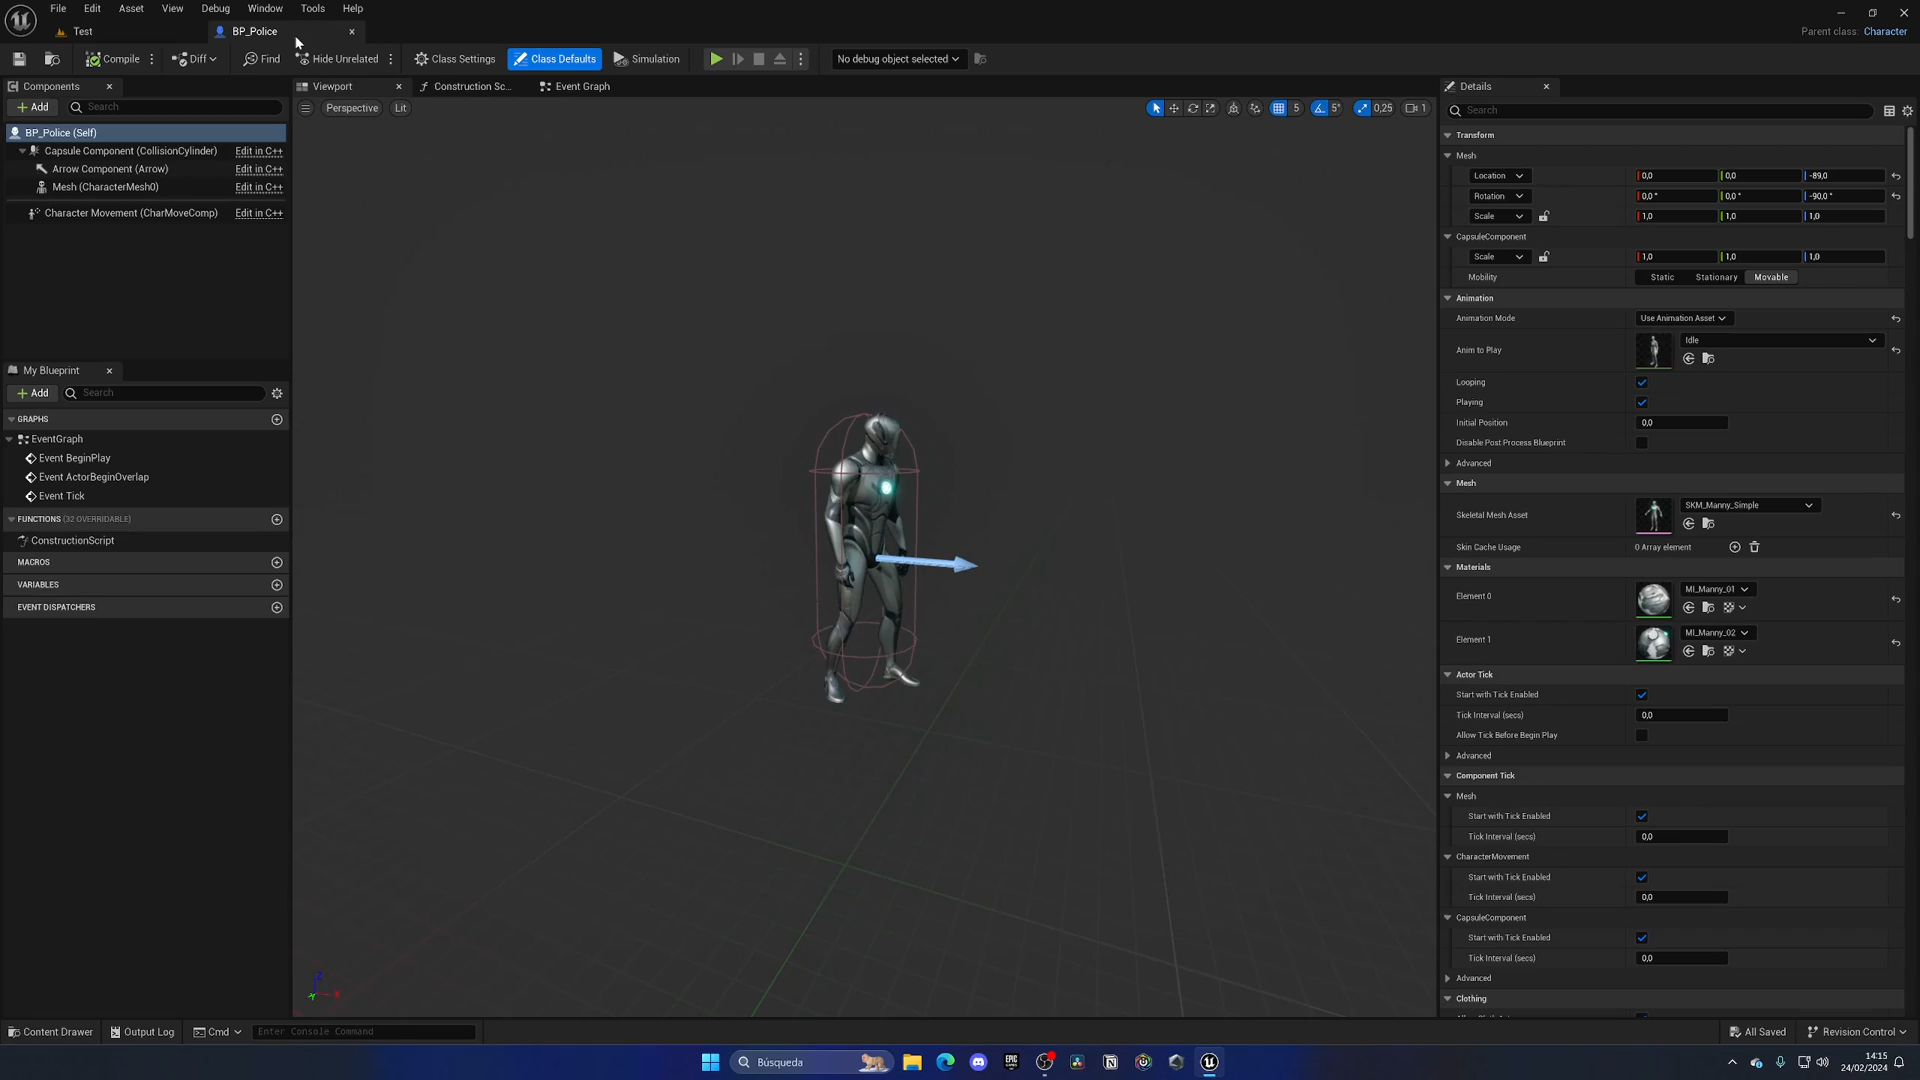 File Edit Asset View Debug Window Tools Help
Test BP_Police Parent class: Character
Compile Diff Find Hide Unrelated Class Settings Class Defaults Simulation No debug object selected
Components Viewport Construction Sc... Event Graph Details
Add Search Perspective Lit 5 5° 0,25 1 Search
BP_Police (Self)
Capsule Component (CollisionCylinder) Edit in C++
Arrow Component (Arrow) Edit in C++
Mesh (CharacterMesh0) Edit in C++
Character Movement (CharMoveComp) Edit in C++
My Blueprint
Add Search
GRAPHS
EventGraph
Event BeginPlay
Event ActorBeginOverlap
Event Tick
FUNCTIONS (32 OVERRIDABLE)
ConstructionScript
MACROS
VARIABLES
EVENT DISPATCHERS
Z
X
Y
Transform
Mesh
Location 0,0 0,0 -89,0
Rotation 0,0 ° 0,0 ° -90,0 °
Scale 1,0 1,0 1,0
CapsuleComponent
Scale 1,0 1,0 1,0
Mobility Static Stationary Movable
Animation
Animation Mode Use Animation Asset
Anim to Play Idle
Looping
Playing
Initial Position 0,0
Disable Post Process Blueprint
Advanced
Mesh
Skeletal Mesh Asset SKM_Manny_Simple
Skin Cache Usage 0 Array element
Materials
Element 0 MI_Manny_01
Element 1 MI_Manny_02
Actor Tick
Start with Tick Enabled
Tick Interval (secs) 0,0
Allow Tick Before Begin Play
Advanced
Component Tick
Mesh
Start with Tick Enabled
Tick Interval (secs) 0,0
CharacterMovement
Start with Tick Enabled
Tick Interval (secs) 0,0
CapsuleComponent
Start with Tick Enabled
Tick Interval (secs) 0,0
Advanced
Clothing
Content Drawer Output Log Cmd Enter Console Command All Saved Revision Control
Búsqueda EPIC GAMES 14:15
24/02/2024